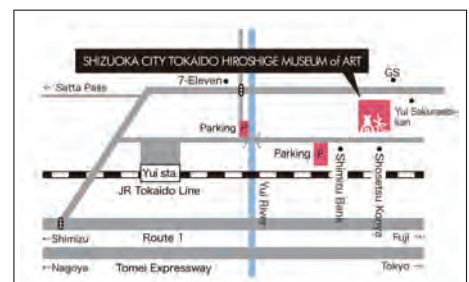 SHIZUOKA CITY TOKAIDO HIROSHIGE MUSEUM of ART
7-Eleven
GS
← Satta Pass
Yui Sakuraebi-
kan
Parking P
Parking P
Yui sta.
JR Tokaido Line
Yui River
Shimizu Bank
Shosetsu Konya
←Shimizu
Route 1
Fuji →
←Nagoya
Tomei Expressway
Tokyo →